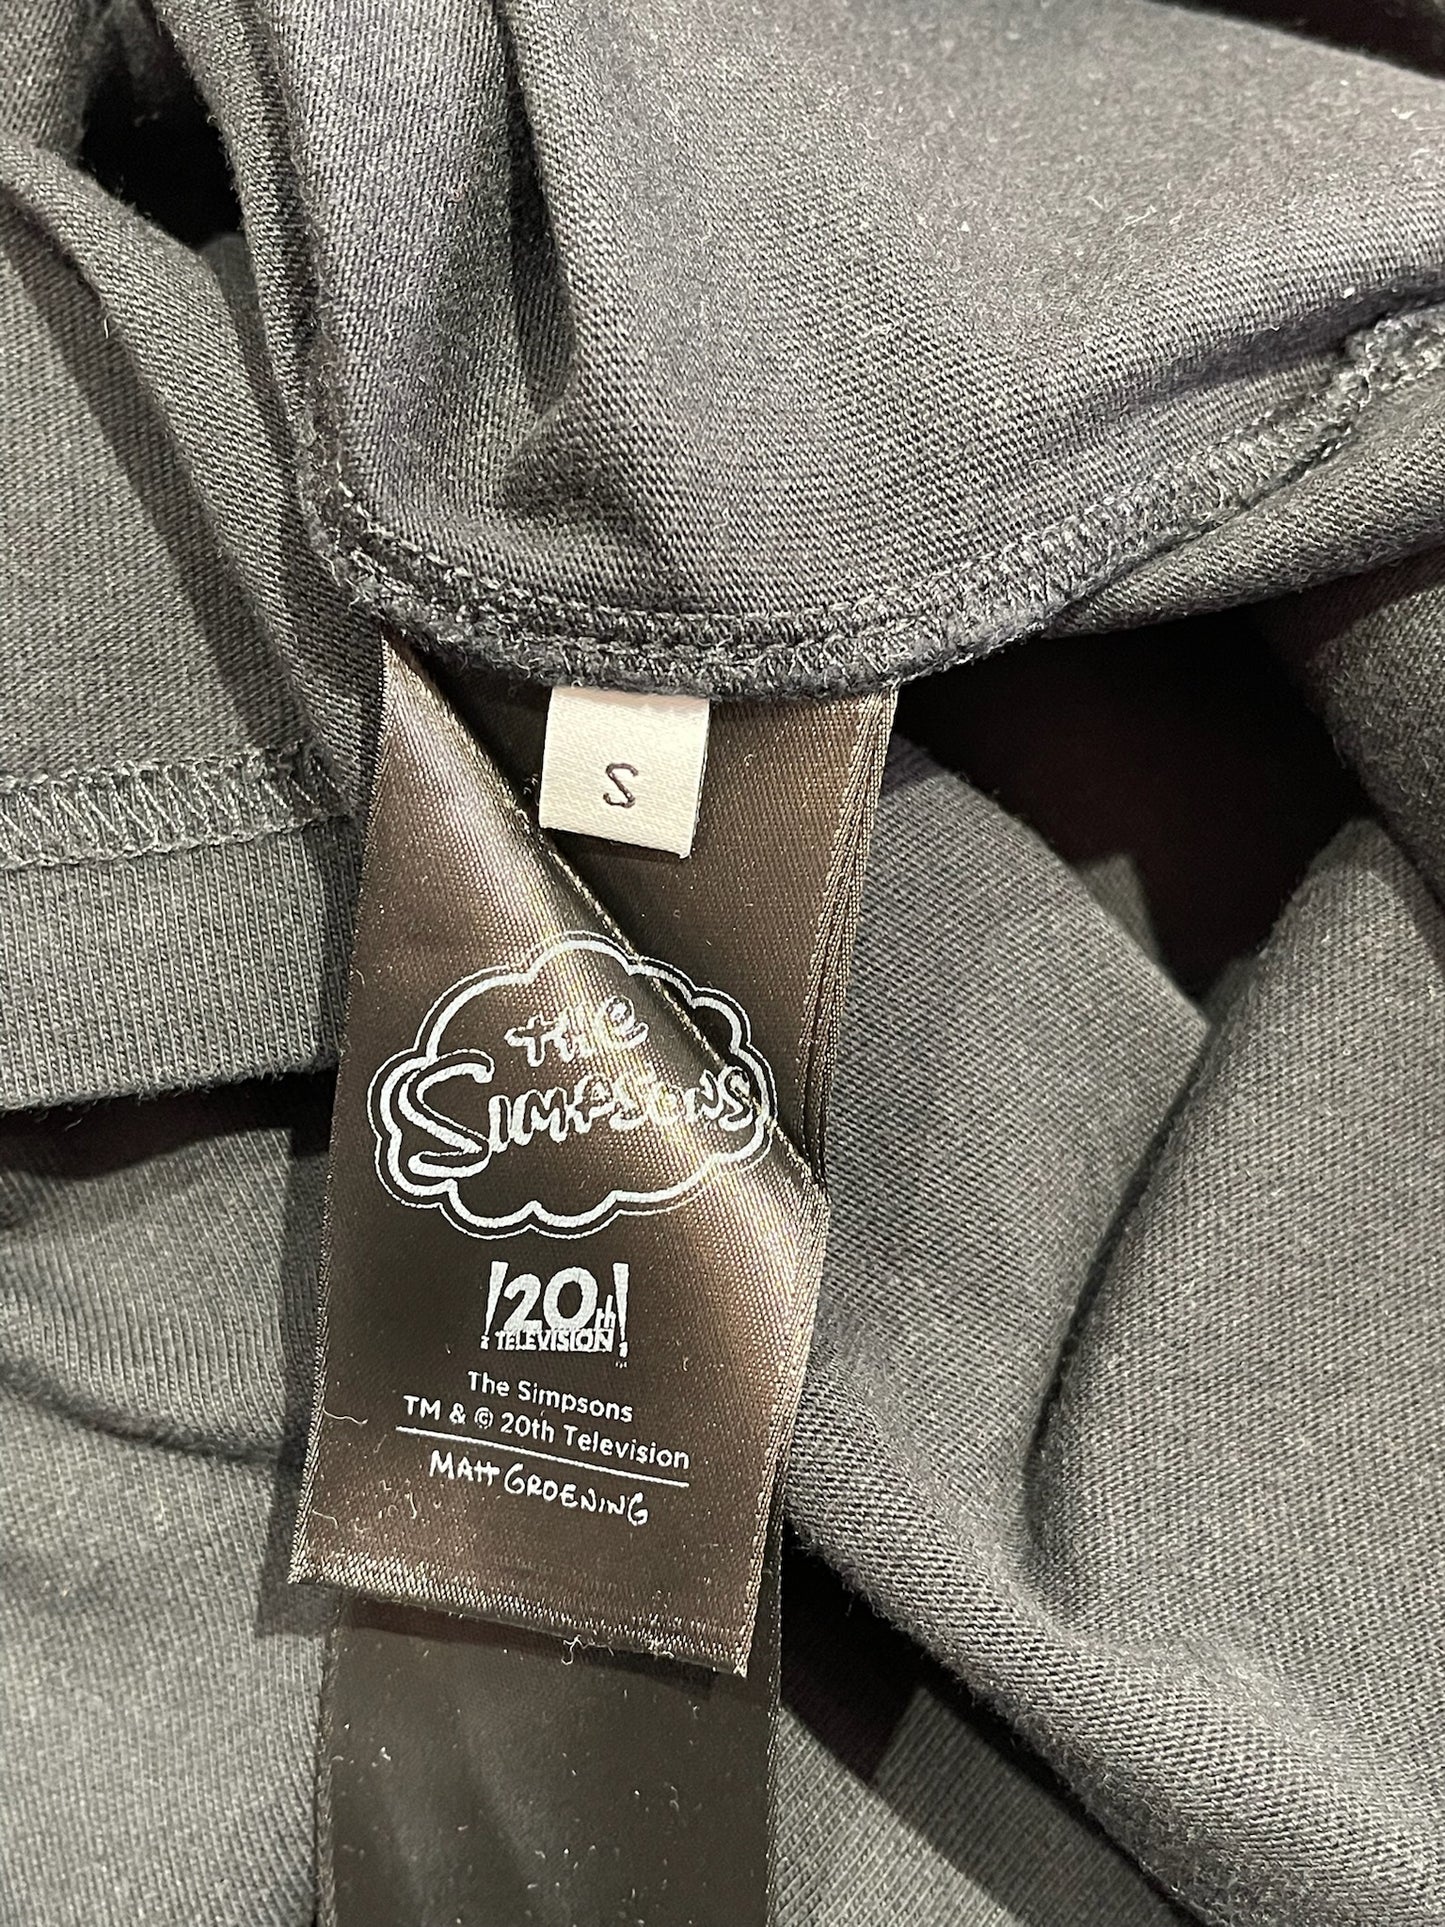 S
The
Simpsons
20th
TELEVISION
The Simpsons
TM & © 20th Television
MATT GROENING